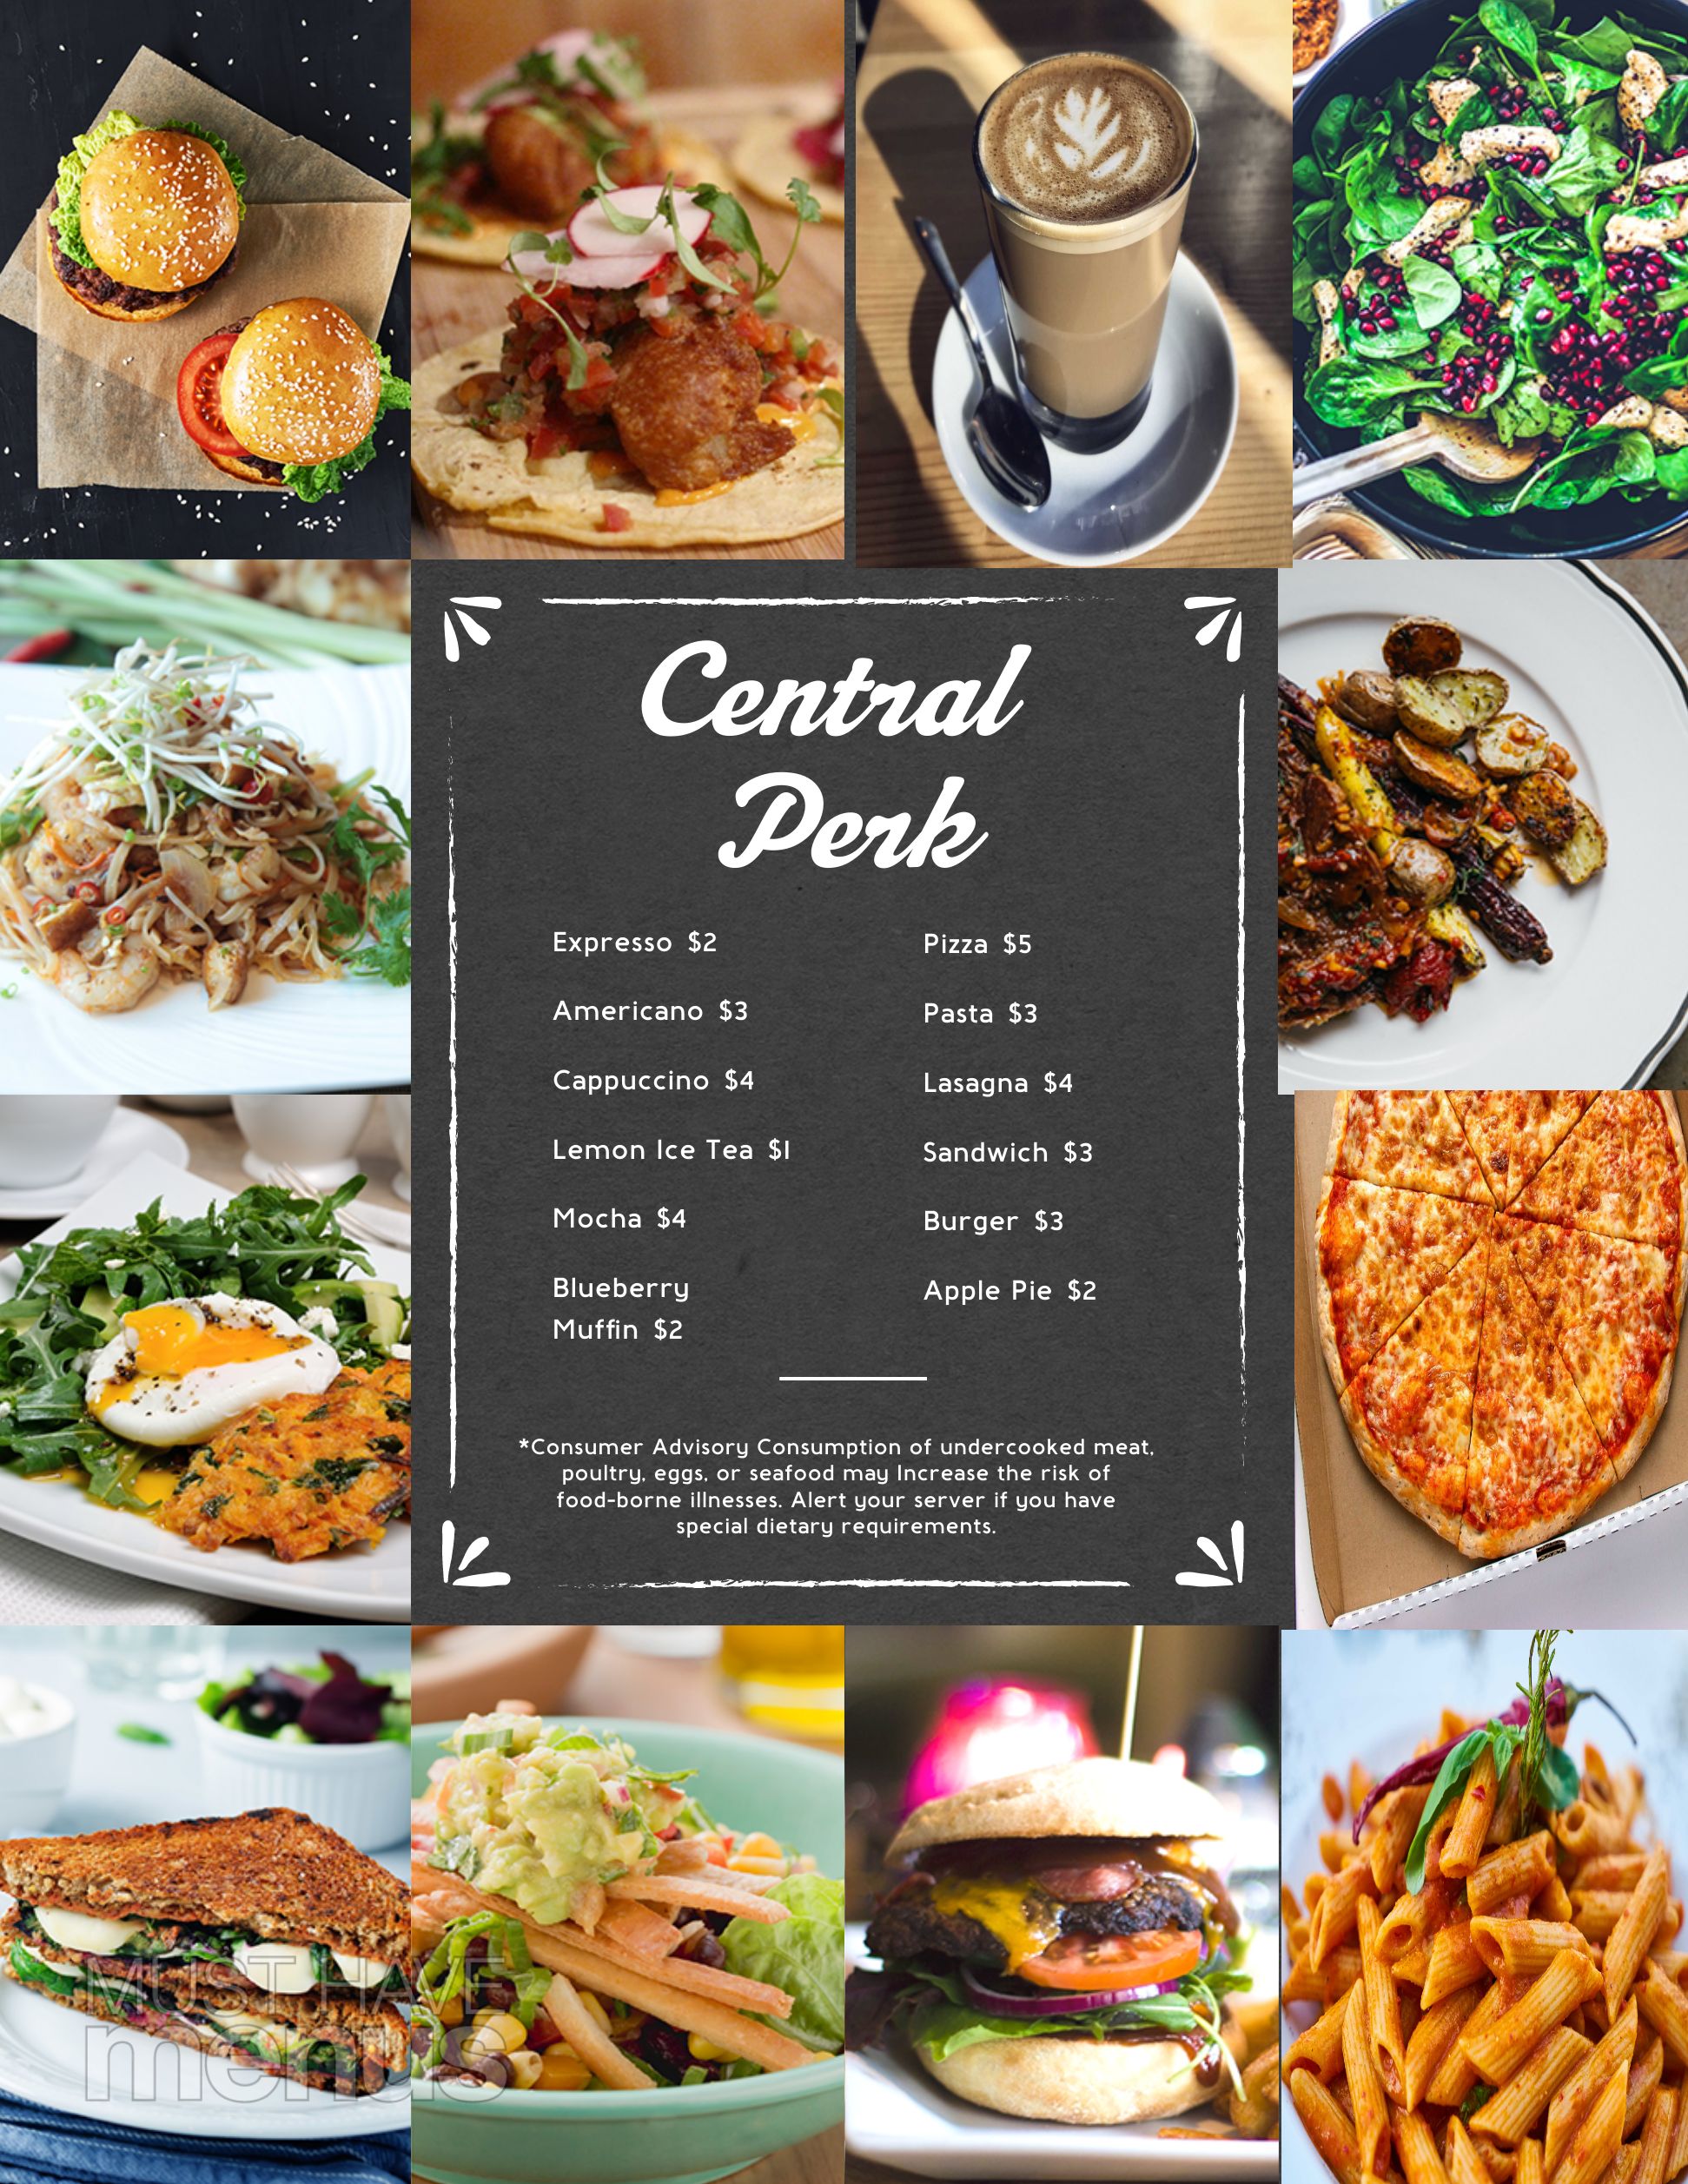 Central
Perk
Expresso $2
Americano $3
Cappuccino $4
Lemon Ice Tea $1
Mocha $4
Blueberry
Muffin $2
Pizza $5
Pasta $3
Lasagna $4
Sandwich $3
Burger $3
Apple Pie $2
*Consumer Advisory Consumption of undercooked meat,
poultry, eggs, or seafood may Increase the risk of
food-borne illnesses. Alert your server if you have
special dietary requirements.
MUST HAVE
menus